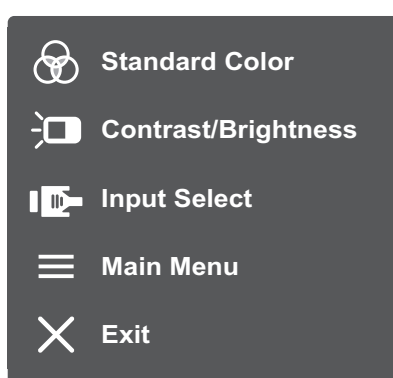 Standard Color
Contrast/Brightness
Input Select
Main Menu
Exit